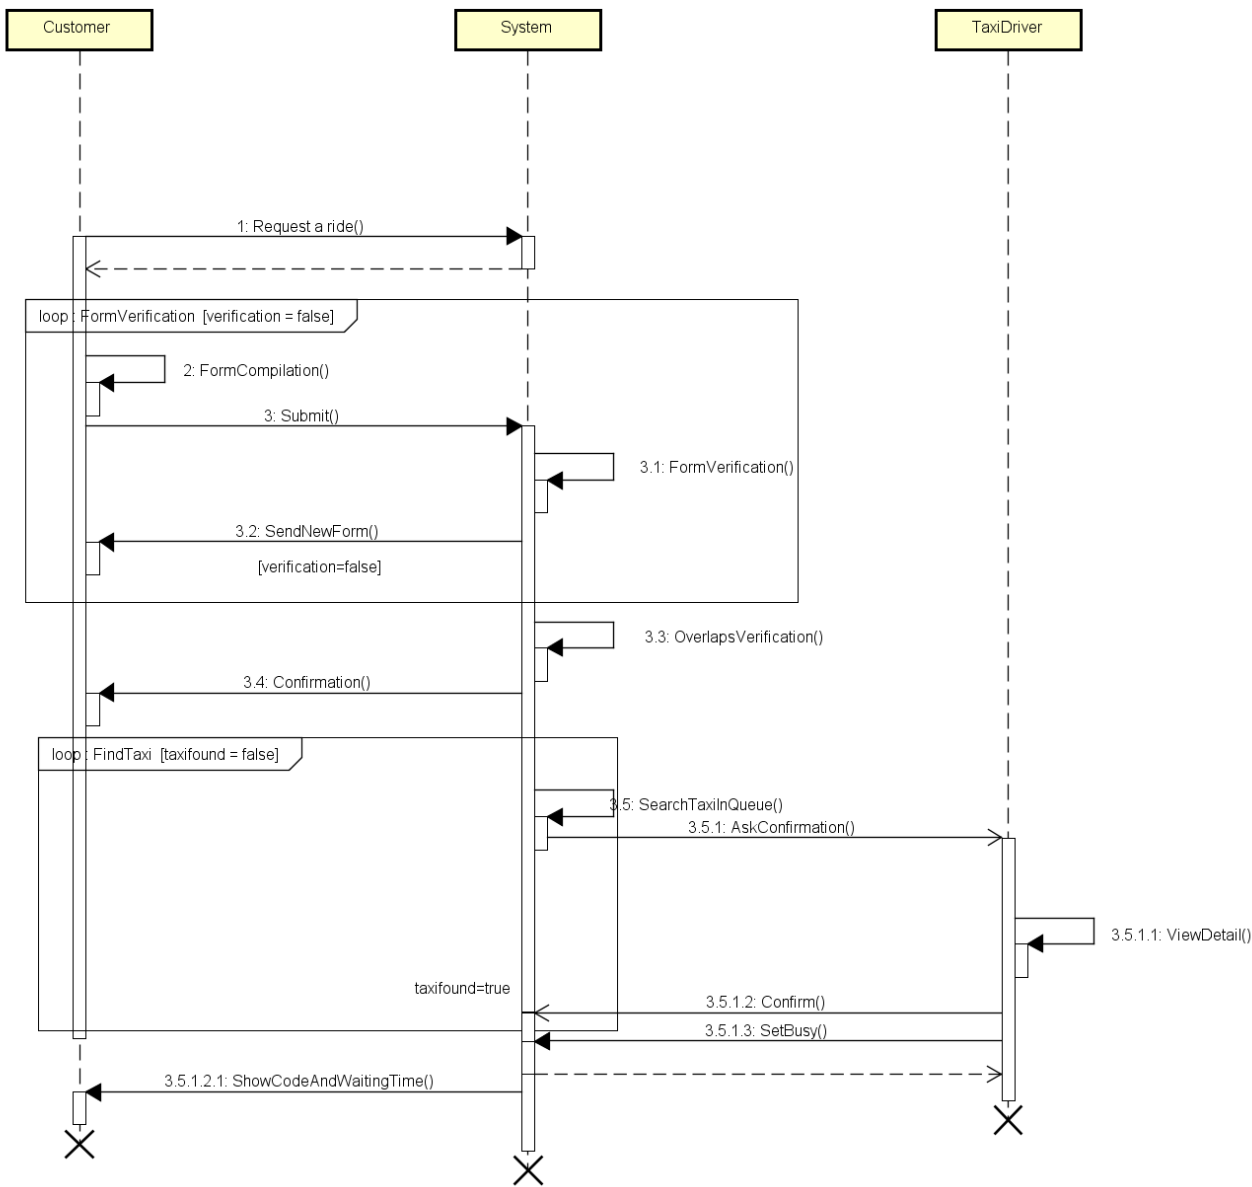 Customer
System
TaxiDriver
1: Request a ride()
loop : FormVerification [verification = false]
2: FormCompilation()
3: Submit()
3.1: FormVerification()
3.2: SendNewForm()
[verification=false]
3.3: OverlapsVerification()
3.4: Confirmation()
loop : FindTaxi [taxifound = false]
3.5: SearchTaxiInQueue()
3.5.1: AskConfirmation()
3.5.1.1: ViewDetail()
taxifound=true
3.5.1.2: Confirm()
3.5.1.3: SetBusy()
3.5.1.2.1: ShowCodeAndWaitingTime()